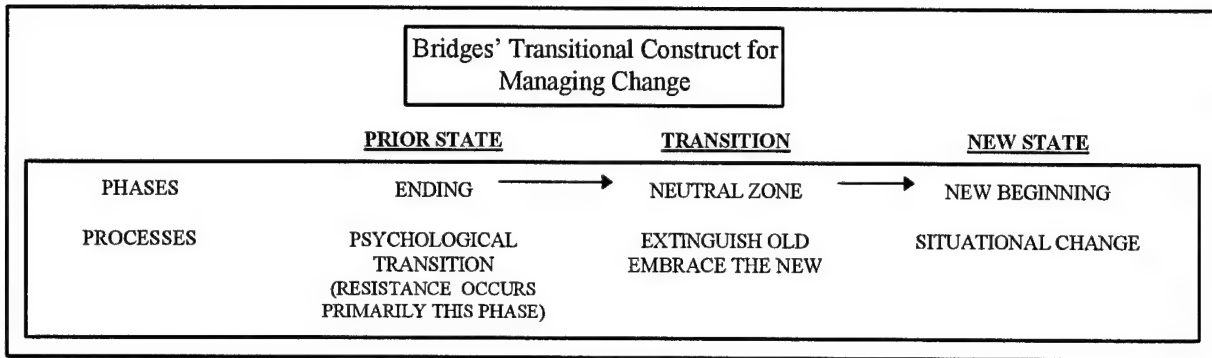 Bridges' Transitional Construct for
Managing Change
PRIOR STATE TRANSITION NEW STATE
PHASES ENDING NEUTRAL ZONE NEW BEGINNING
PROCESSES PSYCHOLOGICAL EXTINGUISH OLD SITUATIONAL CHANGE
TRANSITION EMBRACE THE NEW
(RESISTANCE OCCURS
PRIMARILY THIS PHASE)